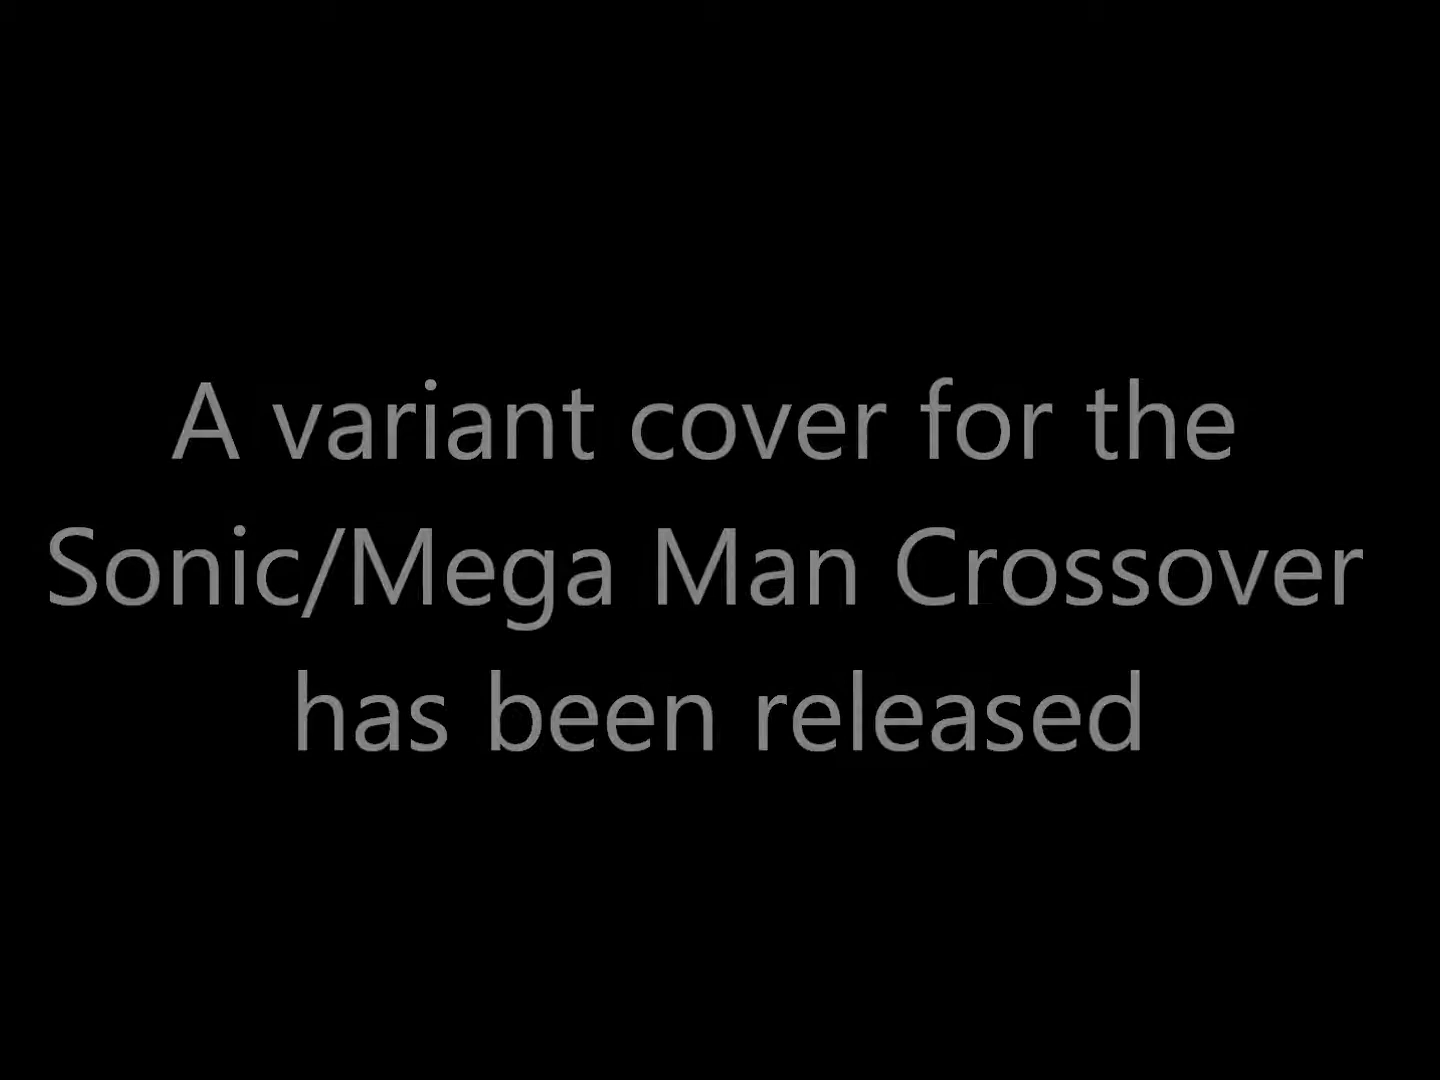 A variant cover for the
Sonic/Mega Man Crossover
has been released